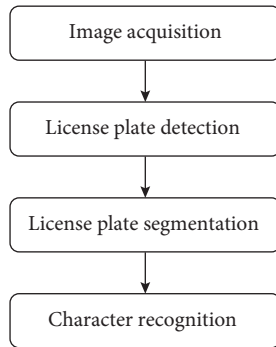 Image acquisition
License plate detection
License plate segmentation
Character recognition